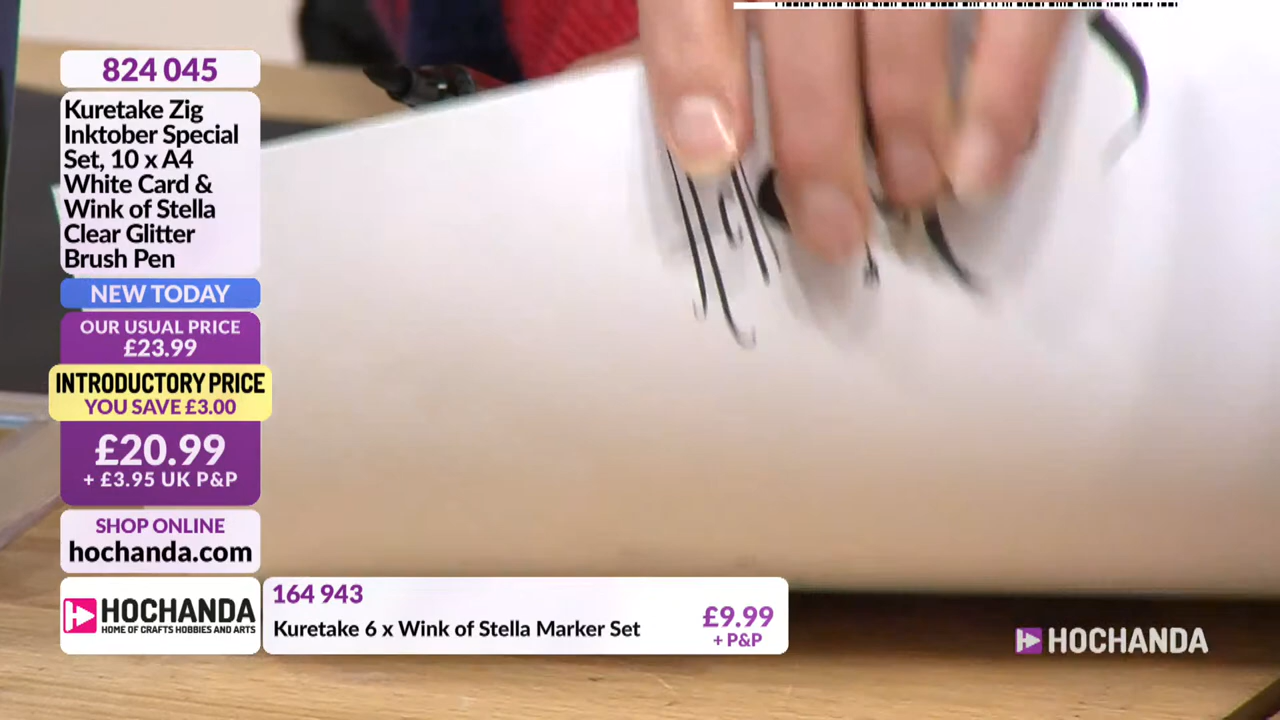 824 045
Kuretake Zig
Inktober Special
Set, 10 x A4
White Card &
Wink of Stella
Clear Glitter
Brush Pen
NEW TODAY
OUR USUAL PRICE
£23.99
INTRODUCTORY PRICE
YOU SAVE £3.00
£20.99
+ £3.95 UK P&P
SHOP ONLINE
hochanda.com
HOCHANDA
HOME OF CRAFTS HOBBIES AND ARTS
164 943
Kuretake 6 x Wink of Stella Marker Set
£9.99
+ P&P
HOCHANDA